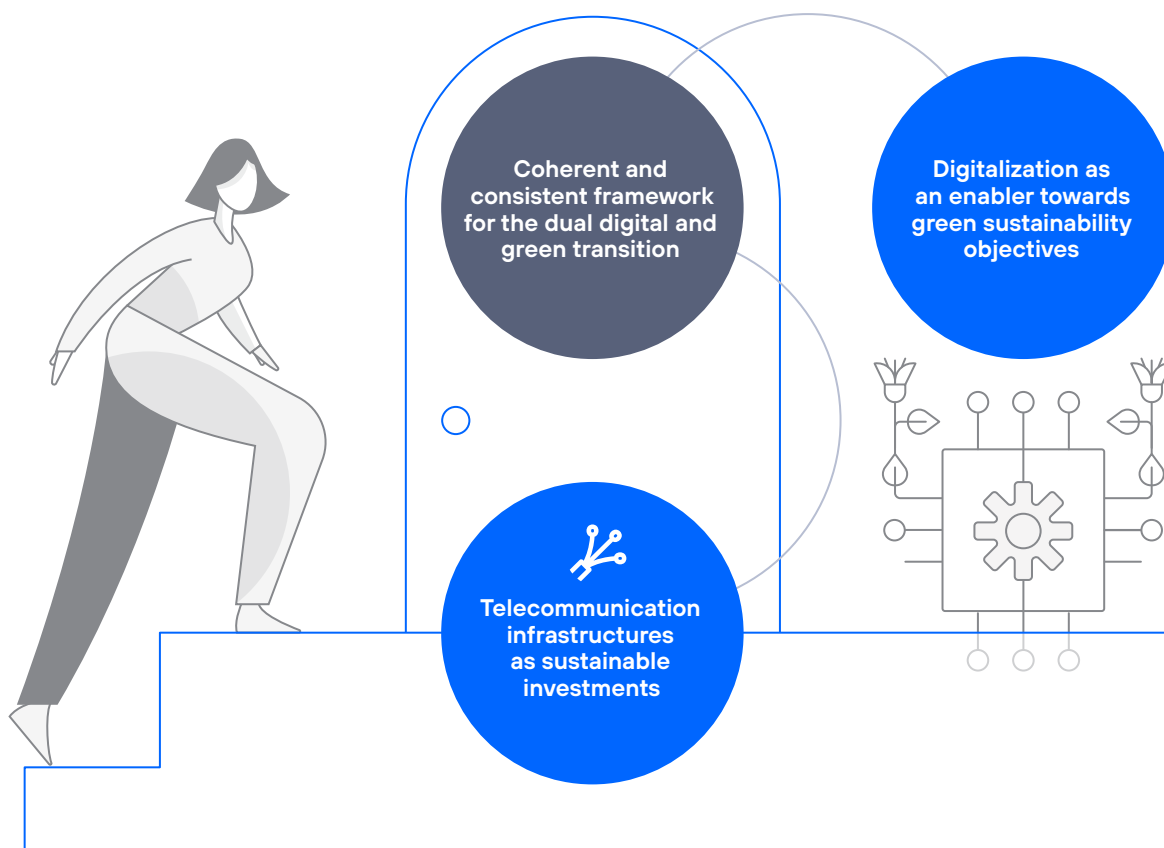 Coherent and
consistent framework
for the dual digital and
green transition
Digitalization as
an enabler towards
green sustainability
objectives
Telecommunication
infrastructures
as sustainable
investments